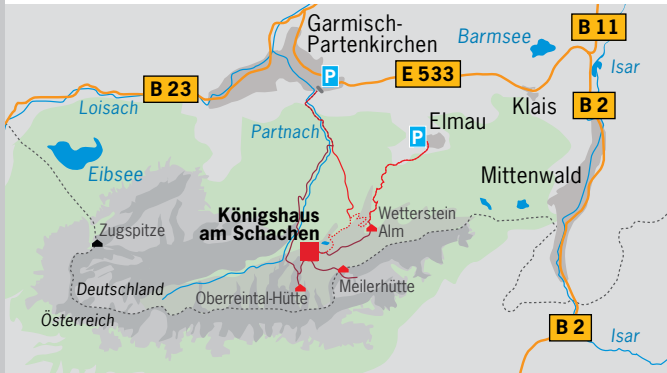 Garmisch-
Partenkirchen
Barmsee
B 11
Isar
B 23
E 533
P
Loisach
Klais
B 2
Partnach
P
Elmau
Eibsee
Mittenwald
Königshaus
am Schachen
Wetterstein
Alm
Zugspitze
Deutschland
Oberreintal-Hütte
Meilerhütte
Österreich
B 2
Isar